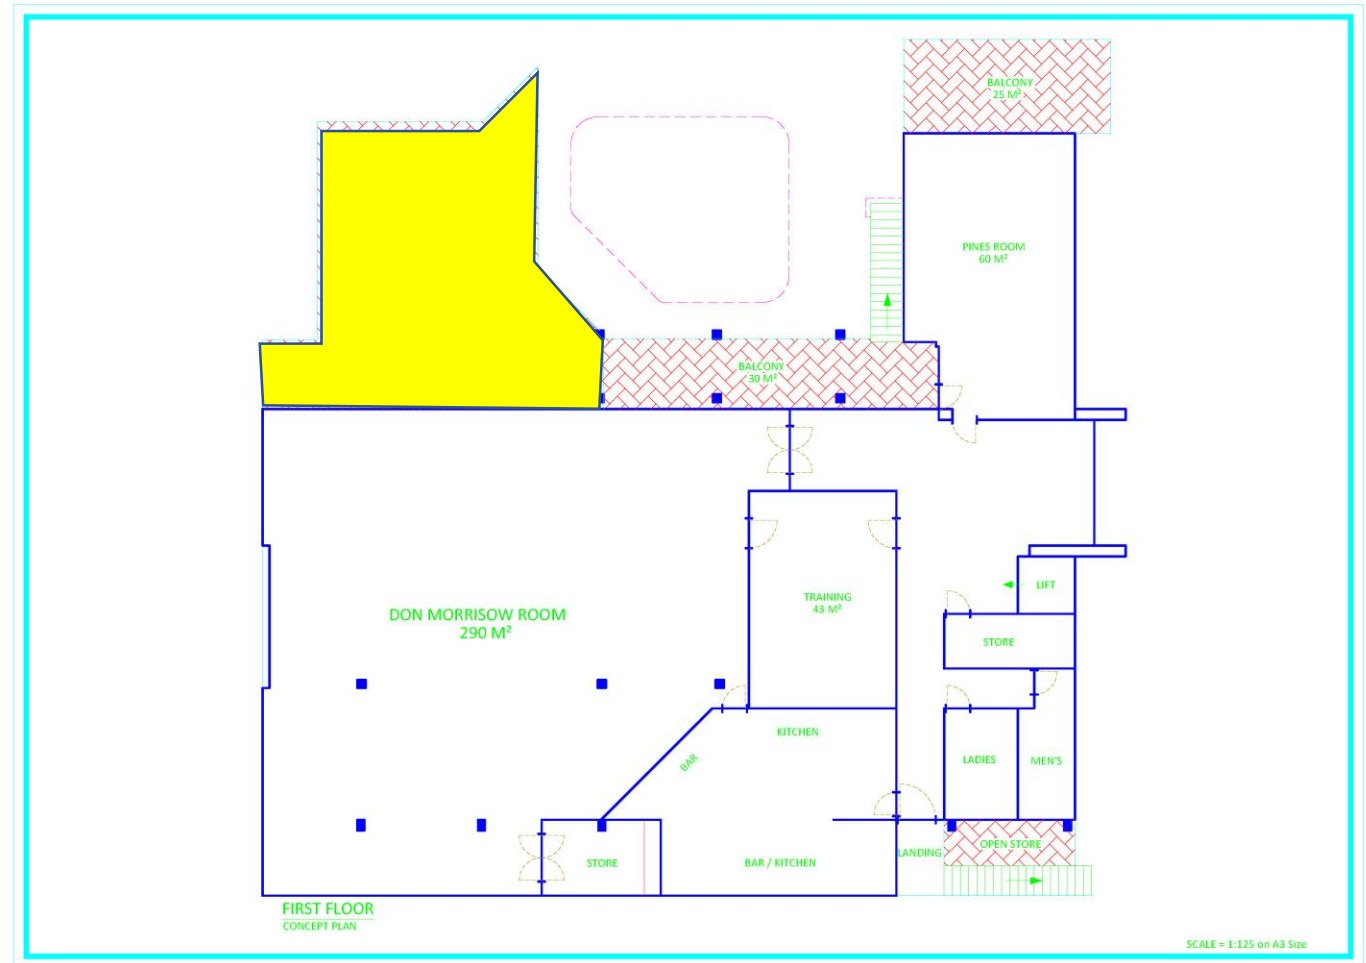 BALCONY
25 M²
PINES ROOM
60 M²
BALCONY
30 M²
TRAINING
43 M²
LIFT
DON MORRISOW ROOM
290 M²
STORE
KITCHEN
BAR
LADIES
MEN'S
OPEN STORE
LANDING
STORE
BAR / KITCHEN
FIRST FLOOR
CONCEPT PLAN
SCALE = 1:125 on A3 Size